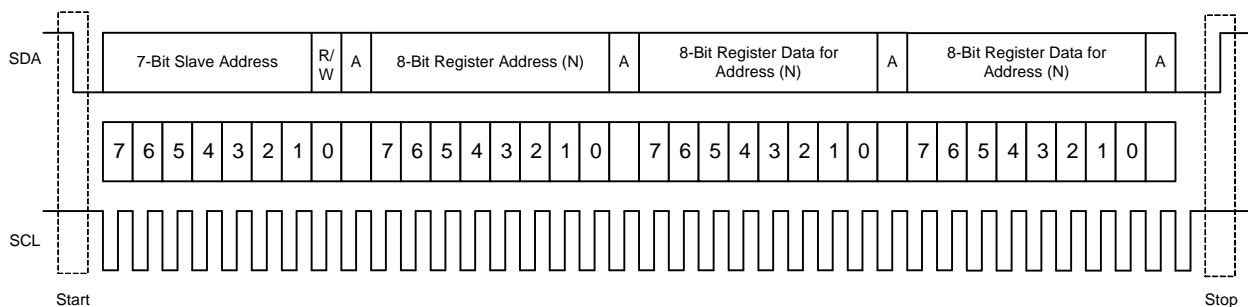 SDA
7-Bit Slave Address
R/
W
A
8-Bit Register Address (N)
A
8-Bit Register Data for
Address (N)
A
8-Bit Register Data for
Address (N)
A
7 6 5 4 3 2 1 0 7 6 5 4 3 2 1 0 7 6 5 4 3 2 1 0 7 6 5 4 3 2 1 0
SCL
Start
Stop